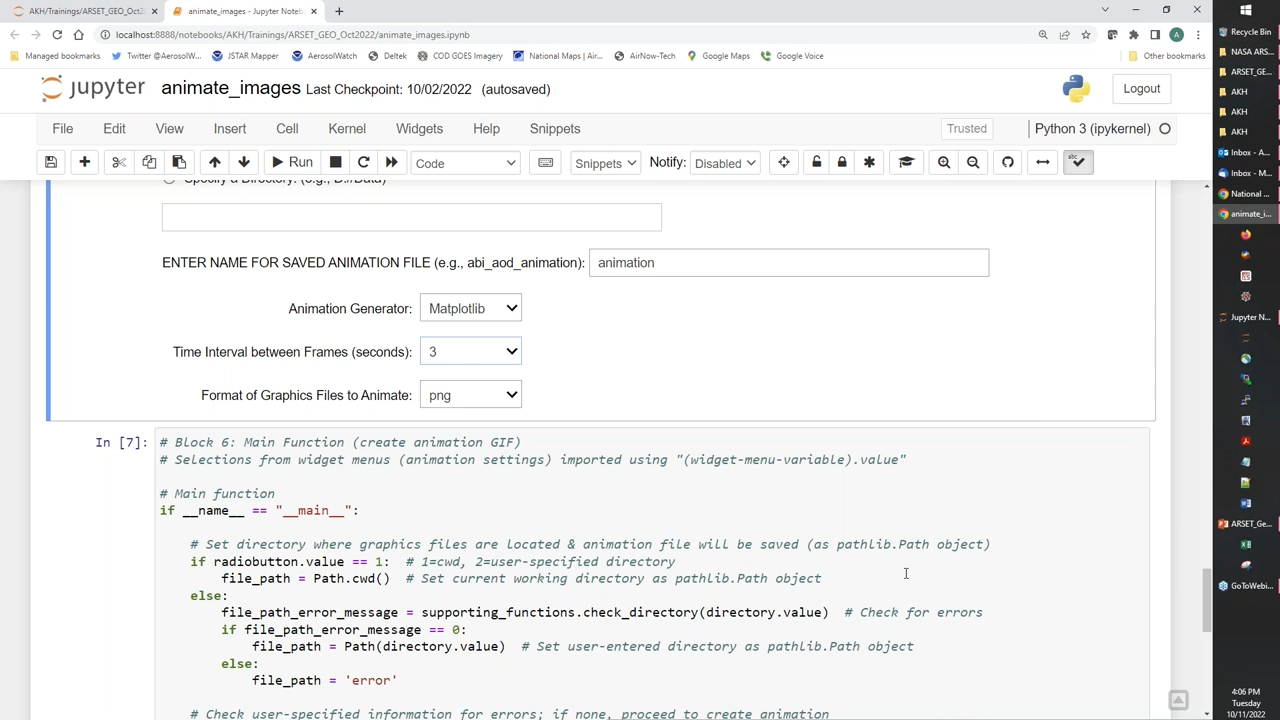 AKH/Trainings/ARSET_GEO_Oct202
animate_images - Jupyter Noteb
localhost:8888/notebooks/AKH/Trainings/ARSET_GEO_Oct2022/animate_images.ipynb
Managed bookmarks
Twitter @AerosolW...
JSTAR Mapper
AerosolWatch
Deltek
COD GOSurgery
National Maps | Air...
AirNow-Tech
Google Maps
Google Voice
Other bookmarks
jupyter animate_images Last Checkpoint: 10/02/2022 (autosaved)
Logout
File Edit View Insert Cell Kernel Widgets Help Snippets
Trusted
Python 3 (ipykernel)
Run
Code
Snippets
Notify: Disabled
abc
Specify a Directory: (e.g., D://Data)
ENTER NAME FOR SAVED ANIMATION FILE (e.g., abi_aod_animation): animation
Animation Generator: Matplotlib
Time Interval between Frames (seconds): 3
Format of Graphics Files to Animate: png
In [7]:
# Block 6: Main Function (create animation GIF)
# Selections from widget menus (animation settings) imported using "(widget-menu-variable).value"
# Main function
if __name__ == "__main__":
# Set directory where graphics files are located & animation file will be saved (as pathlib.Path object)
if radiobutton.value == 1: # 1=cwd, 2=user-specified directory
file_path = Path.cwd() # Set current working directory as pathlib.Path object
else:
file_path_error_message = supporting_functions.check_directory(directory.value) # Check for errors
if file_path_error_message == 0:
file_path = Path(directory.value) # Set user-entered directory as pathlib.Path object
else:
file_path = 'error'
# Check user-specified information for errors; of none, proceed to create animation
Recycle Bin
NASA ARS...
ARSET_GE...
AKH
AKH
AKH
Inbox - A...
Inbox - M...
National ...
animate_i...
Jupyter N...
ARSET_Ge...
GoToWebi...
4:06 PM
Tuesday
10/11/2022